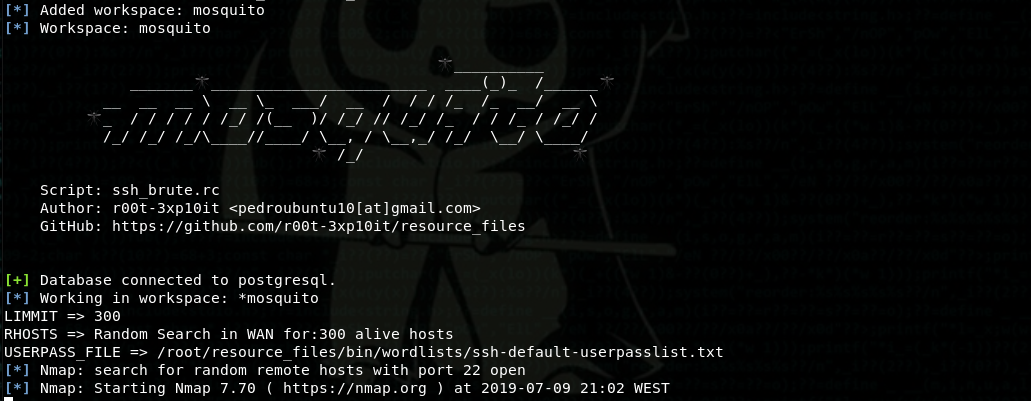 [*] Added workspace: mosquito
[*] Workspace: mosquito
mosquito
Script: ssh_brute.rc
Author: r00t-3xp10it <pedroubuntu10[at]gmail.com>
GitHub: https://github.com/r00t-3xp10it/resource_files
[+] Database connected to postgresql.
[*] Working in workspace: *mosquito
LIMMIT => 300
RHOSTS => Random Search in WAN for:300 alive hosts
USERPASS_FILE => /root/resource_files/bin/wordlists/ssh-default-userpasslist.txt
[*] Nmap: search for random remote hosts with port 22 open
[*] Nmap: Starting Nmap 7.70 ( https://nmap.org ) at 2019-07-09 21:02 WEST